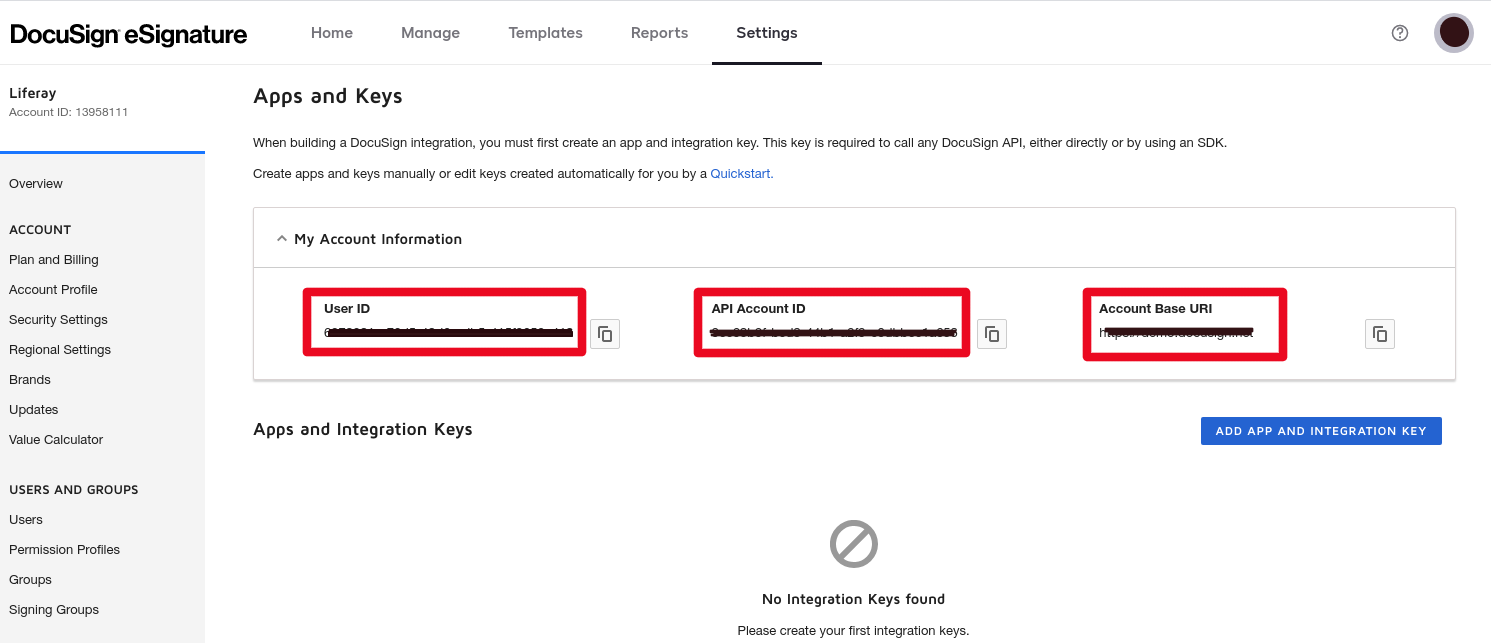 DocuSign eSignature
Home
Manage
Templates
Reports
Settings
Liferay
Account ID: 13958111
Overview
ACCOUNT
Plan and Billing
Account Profile
Security Settings
Regional Settings
Brands
Updates
Value Calculator
USERS AND GROUPS
Users
Permission Profiles
Groups
Signing Groups
Apps and Keys
When building a DocuSign integration, you must first create an app and integration key. This key is required to call any DocuSign API, either directly or by using an SDK.
Create apps and keys manually or edit keys created automatically for you by a Quickstart.
My Account Information
User ID
API Account ID
Account Base URI
Apps and Integration Keys
ADD APP AND INTEGRATION KEY
No Integration Keys found
Please create your first integration keys.